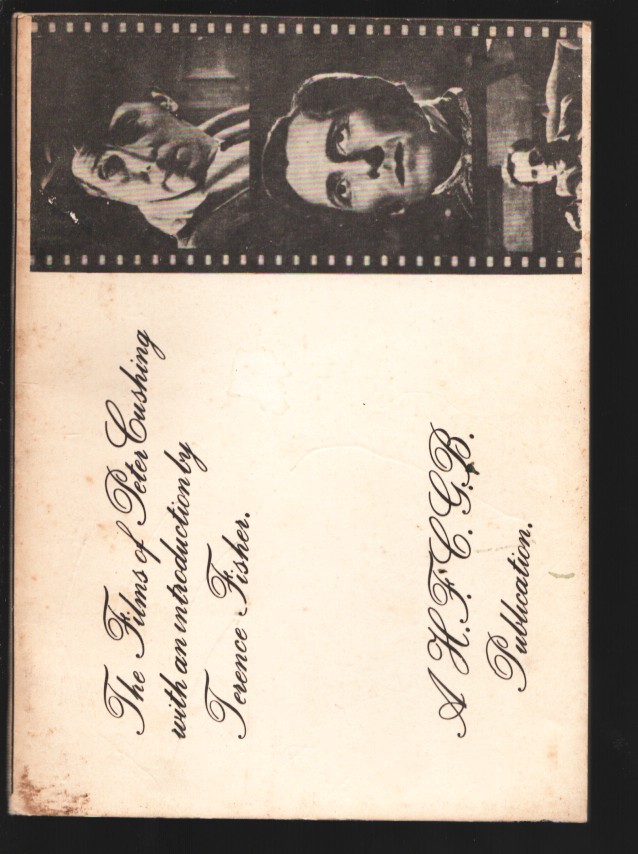 The Films of Peter Cushing
with an introduction by
Terence Fisher.
A H.F.C.G.B.
Publication.